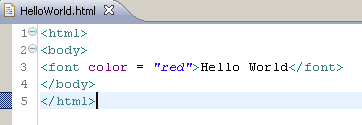 HelloWorld.html
1 <html>
2 <body>
3 <font color = "red">Hello World</font>
4 </body>
5 </html>